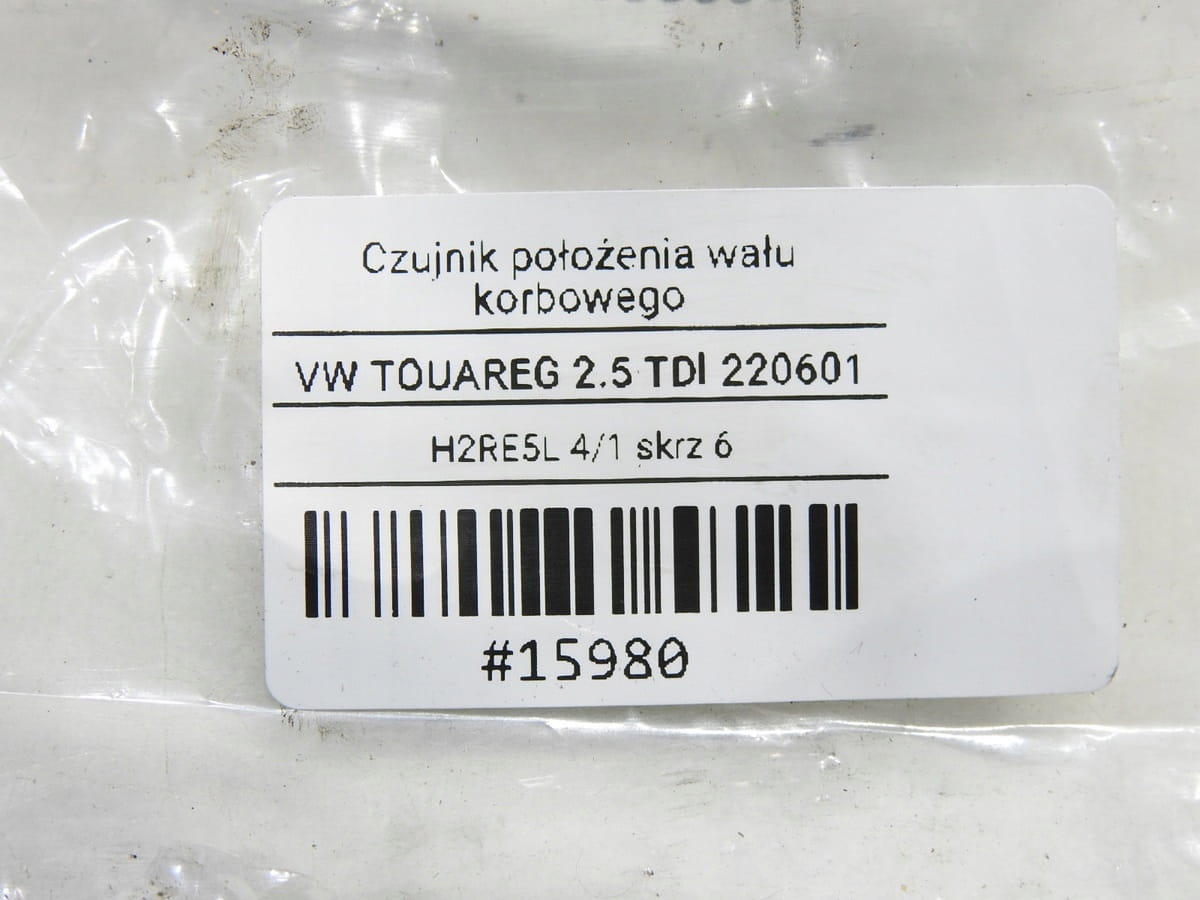 Czujnik położenia wału
korbowego
VW TOUAREG 2.5 TDI 220601
H2RE5L 4/1 skrz 6
#15980